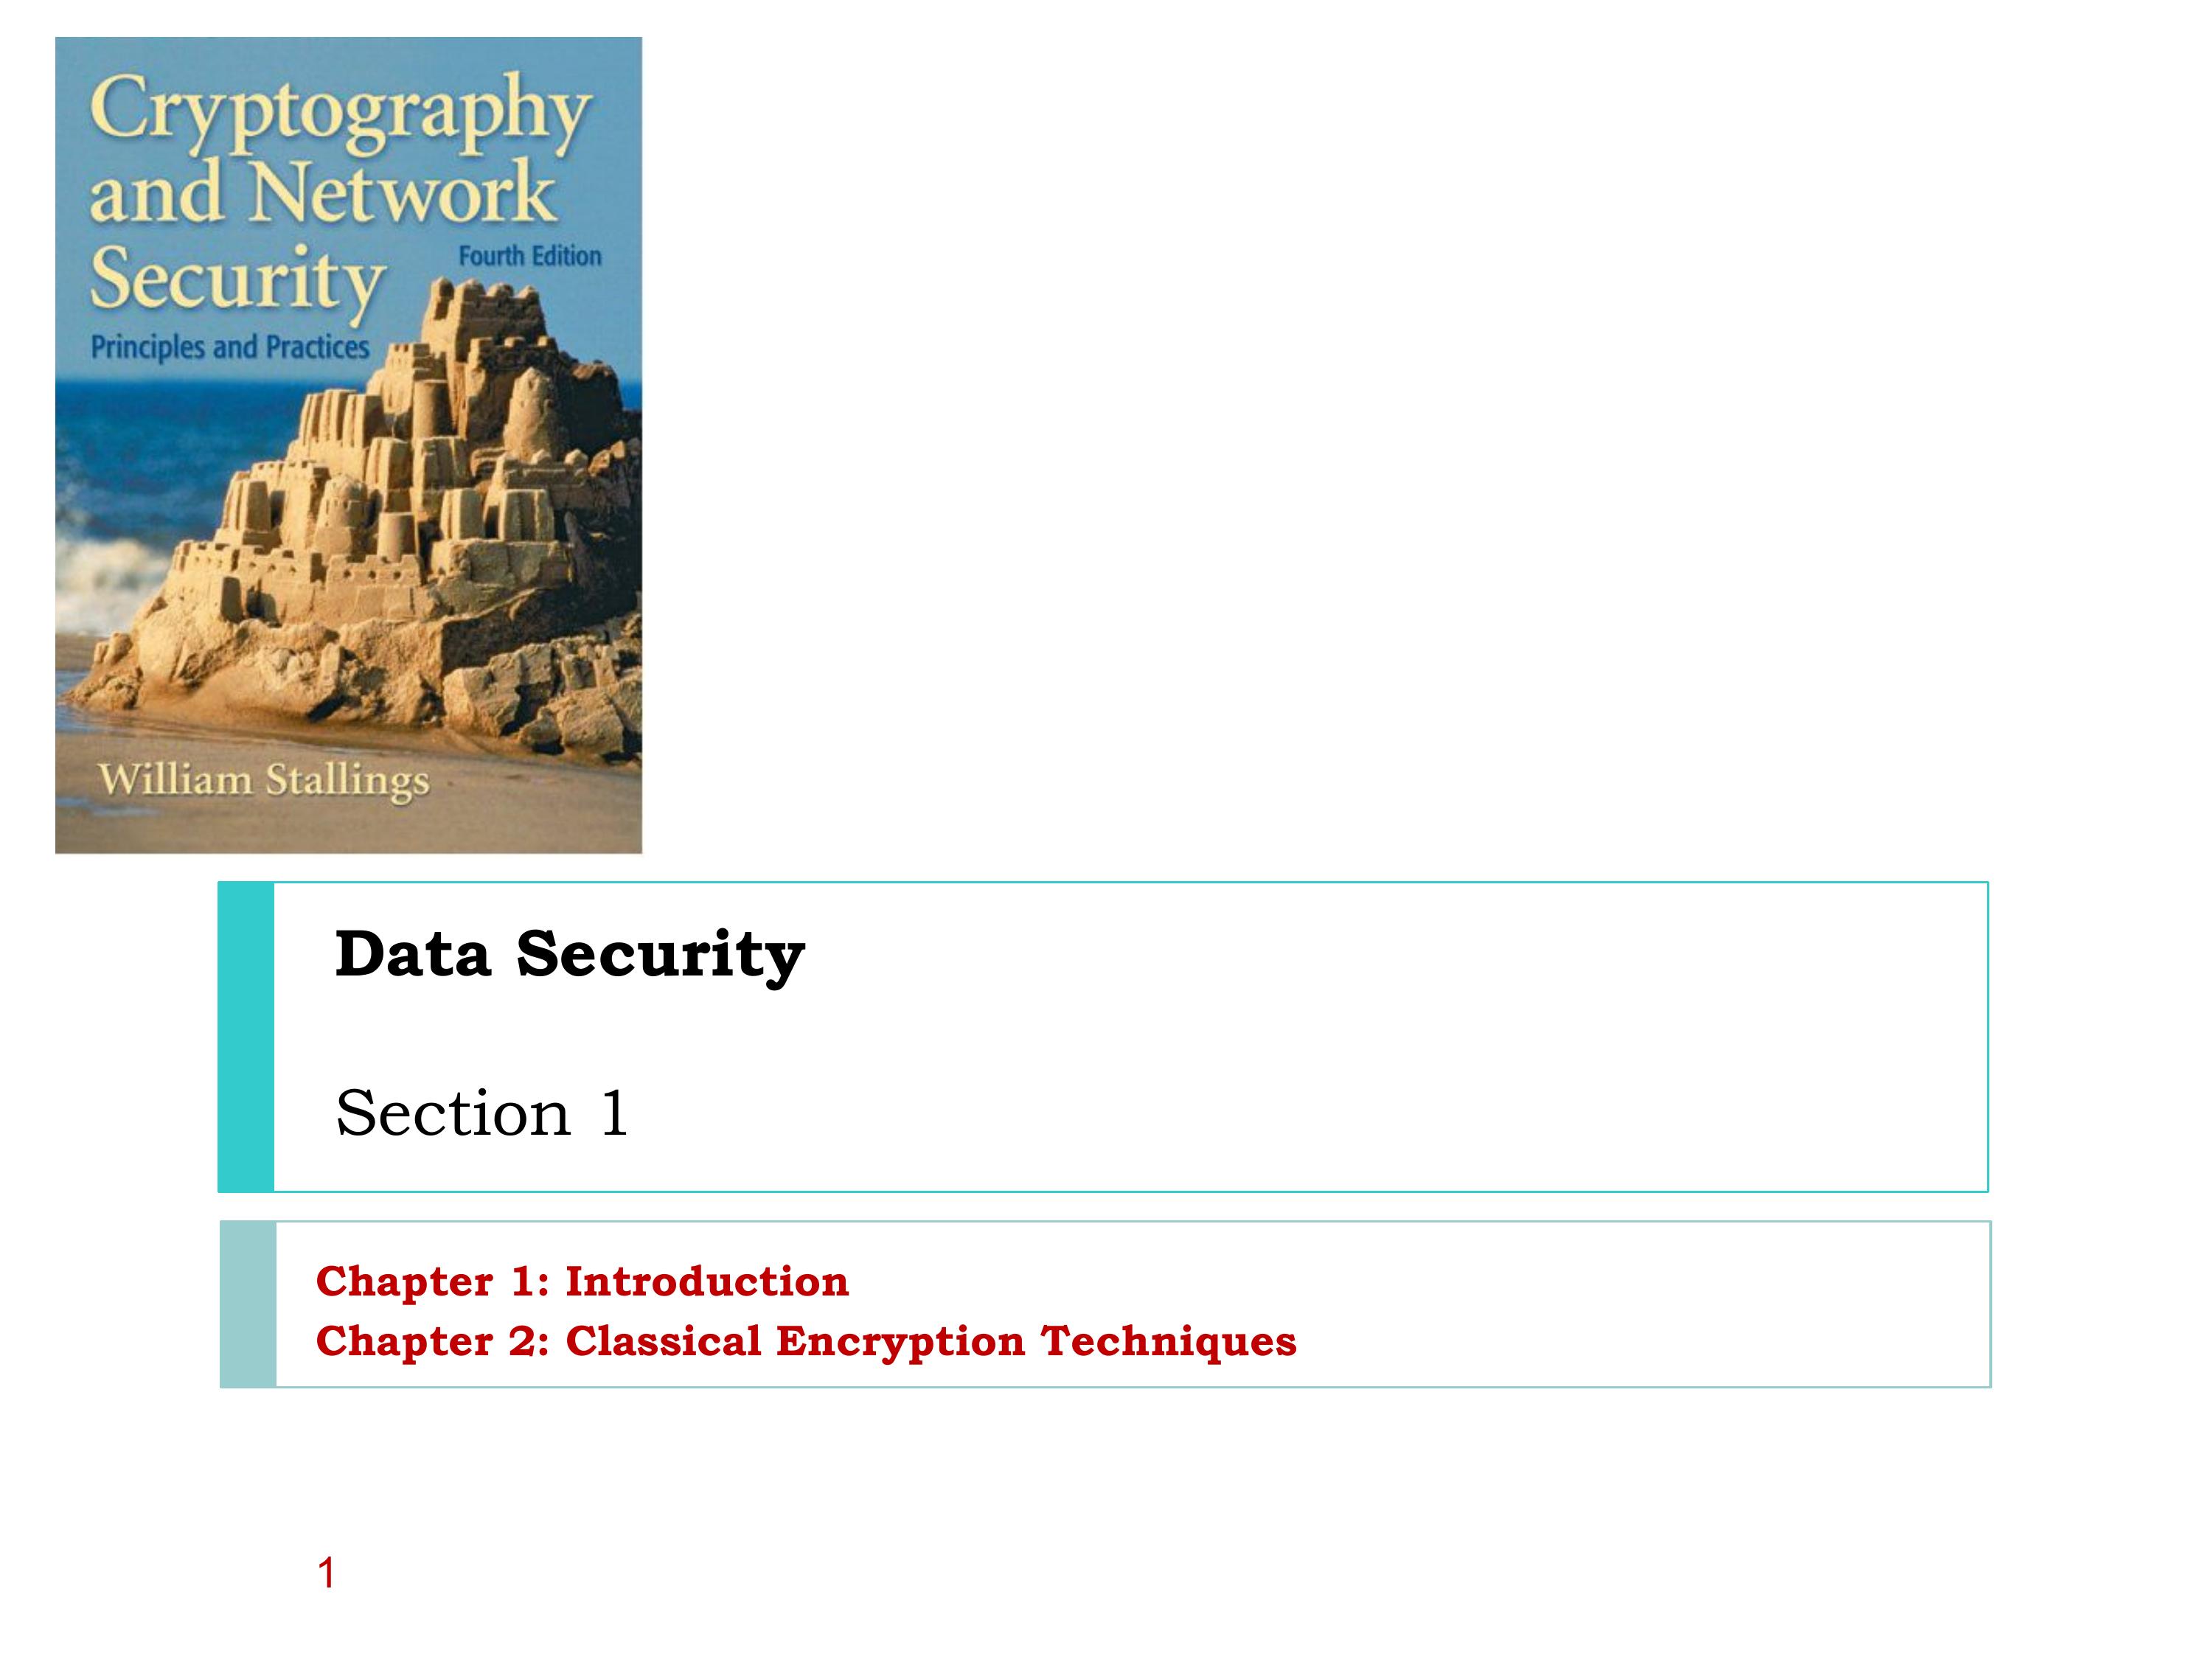 Cryptography
and Network
Security
Fourth Edition
Principles and Practices
William Stallings
Data Security
Section 1
Chapter 1: Introduction
Chapter 2: Classical Encryption Techniques
1